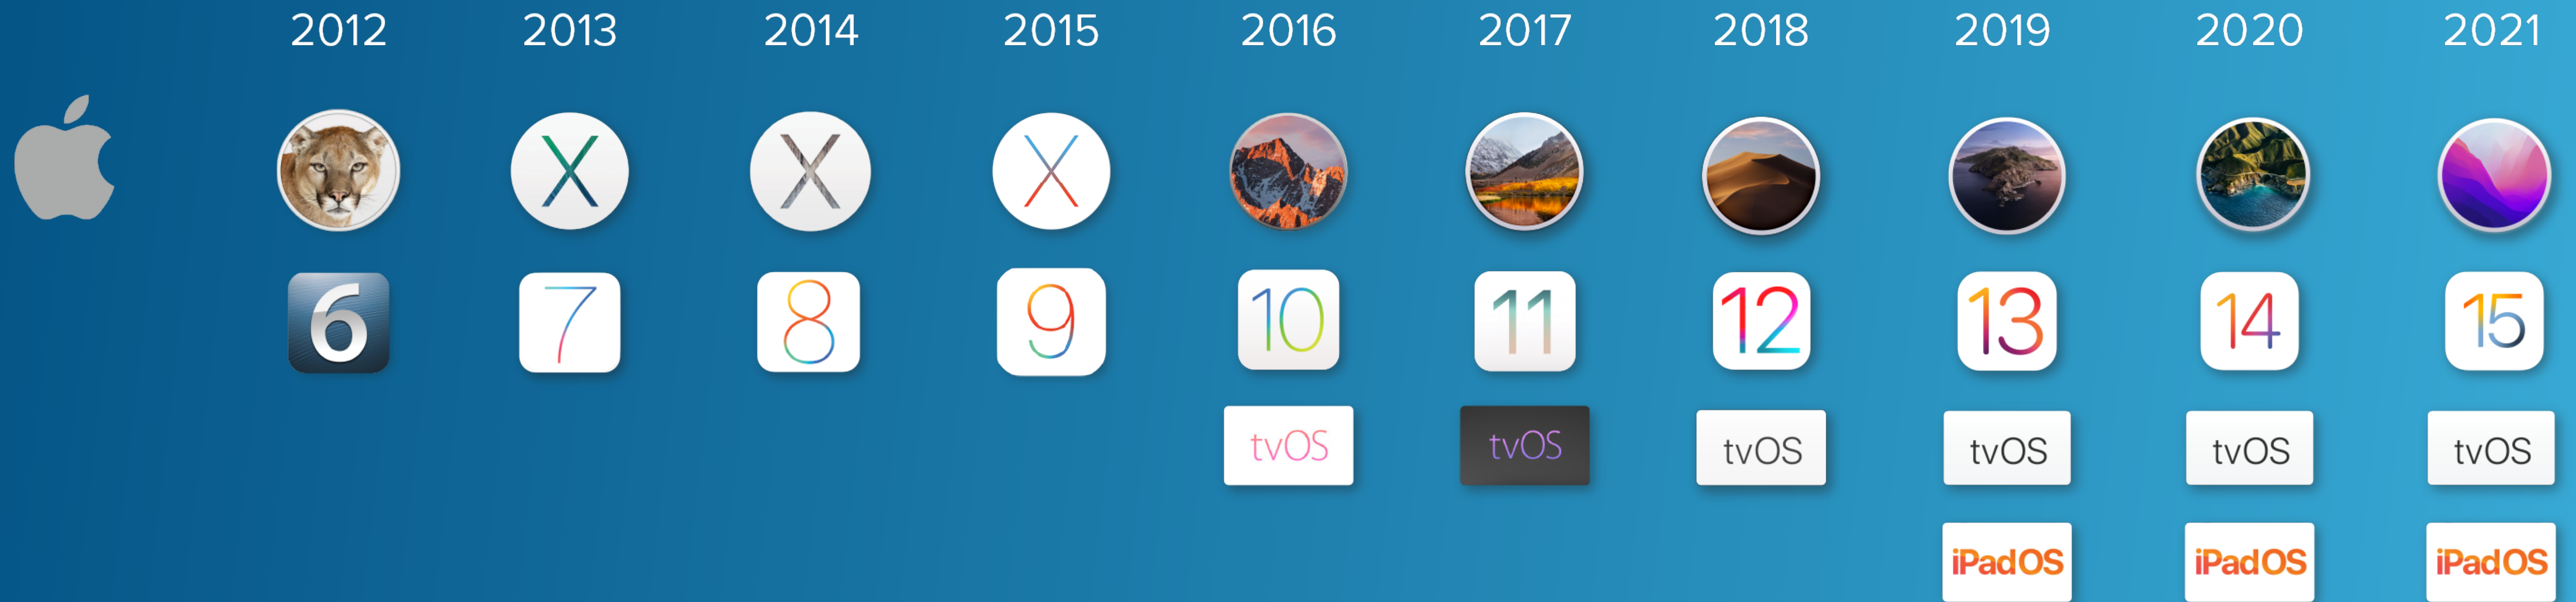 2012 2013 2014 2015 2016 2017 2018 2019 2020 2021
X X X
6 7 8 9 10 11 12 13 14 15
tvOS tvOS tvOS tvOS tvOS tvOS
iPadOS iPadOS iPadOS